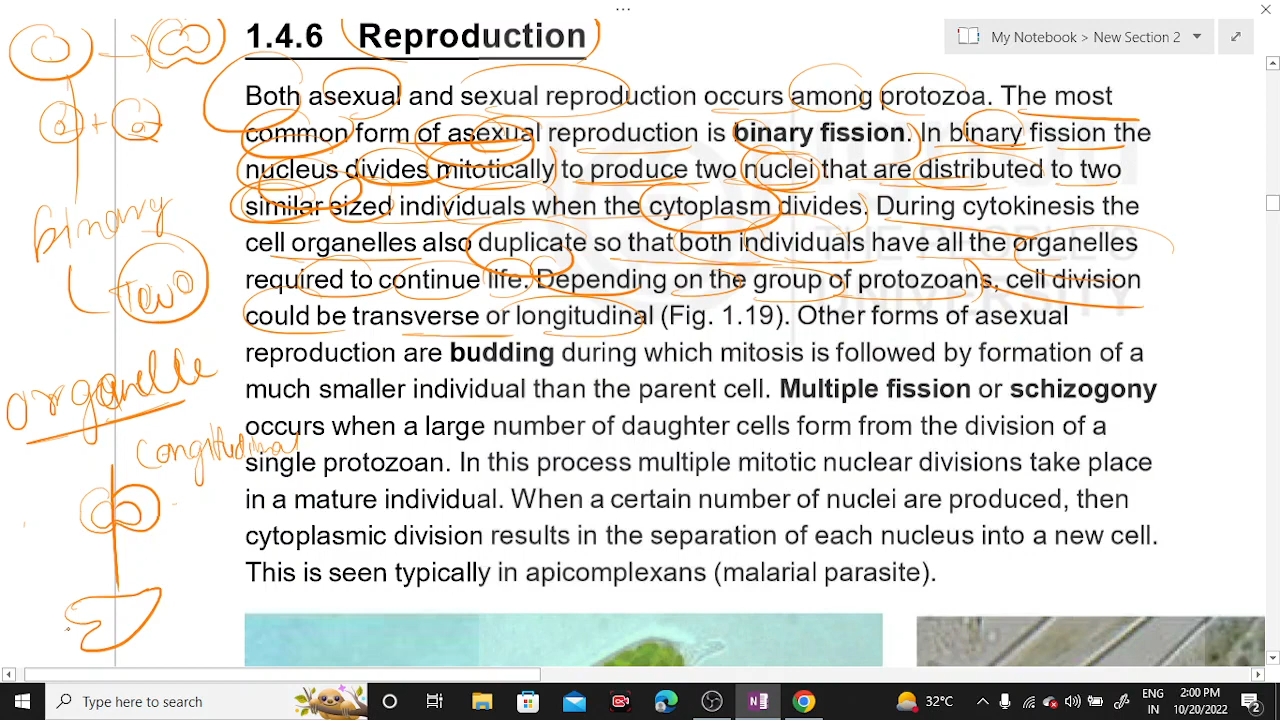 ...
My Notebook > New Section 2
1.4.6 Reproduction
Both asexual and sexual reproduction occurs among protozoa. The most
common form of asexual reproduction is binary fission. In binary fission the
nucleus divides mitotically to produce two nuclei that are distributed to two
similar sized individuals when the cytoplasm divides. During cytokinesis the
cell organelles also duplicate so that both individuals have all the organelles
required to continue life. Depending on the group of protozoans, cell division
could be transverse or longitudinal (Fig. 1.19). Other forms of asexual
reproduction are budding during which mitosis is followed by formation of a
much smaller individual than the parent cell. Multiple fission or schizogony
occurs when a large number of daughter cells form from the division of a
single protozoan. In this process multiple mitotic nuclear divisions take place
in a mature individual. When a certain number of nuclei are produced, then
cytoplasmic division results in the separation of each nucleus into a new cell.
This is seen typically in apicomplexans (malarial parasite).
+
binary
Two
organelle
Longitudinal
THE PEOPLE'S
UNIVERSITY
Type here to search
32°C
ENG
IN
2:00 PM
10/20/2022
2